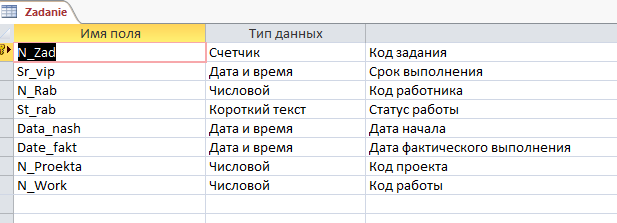 Zadanie
Имя поля Тип данных
N_Zad Счетчик Код задания
Sr_vip Дата и время Срок выполнения
N_Rab Числовой Код работника
St_rab Короткий текст Статус работы
Data_nash Дата и время Дата начала
Date_fakt Дата и время Дата фактического выполнения
N_Proekta Числовой Код проекта
N_Work Числовой Код работы